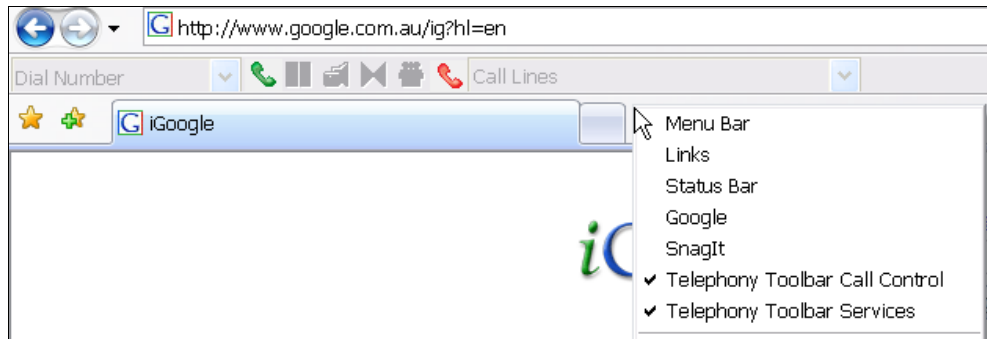 http://www.google.com.au/ig?hl=en
Dial Number Call Lines
iGoogle
Menu Bar
Links
Status Bar
Google
SnagIt
Telephony Toolbar Call Control
Telephony Toolbar Services